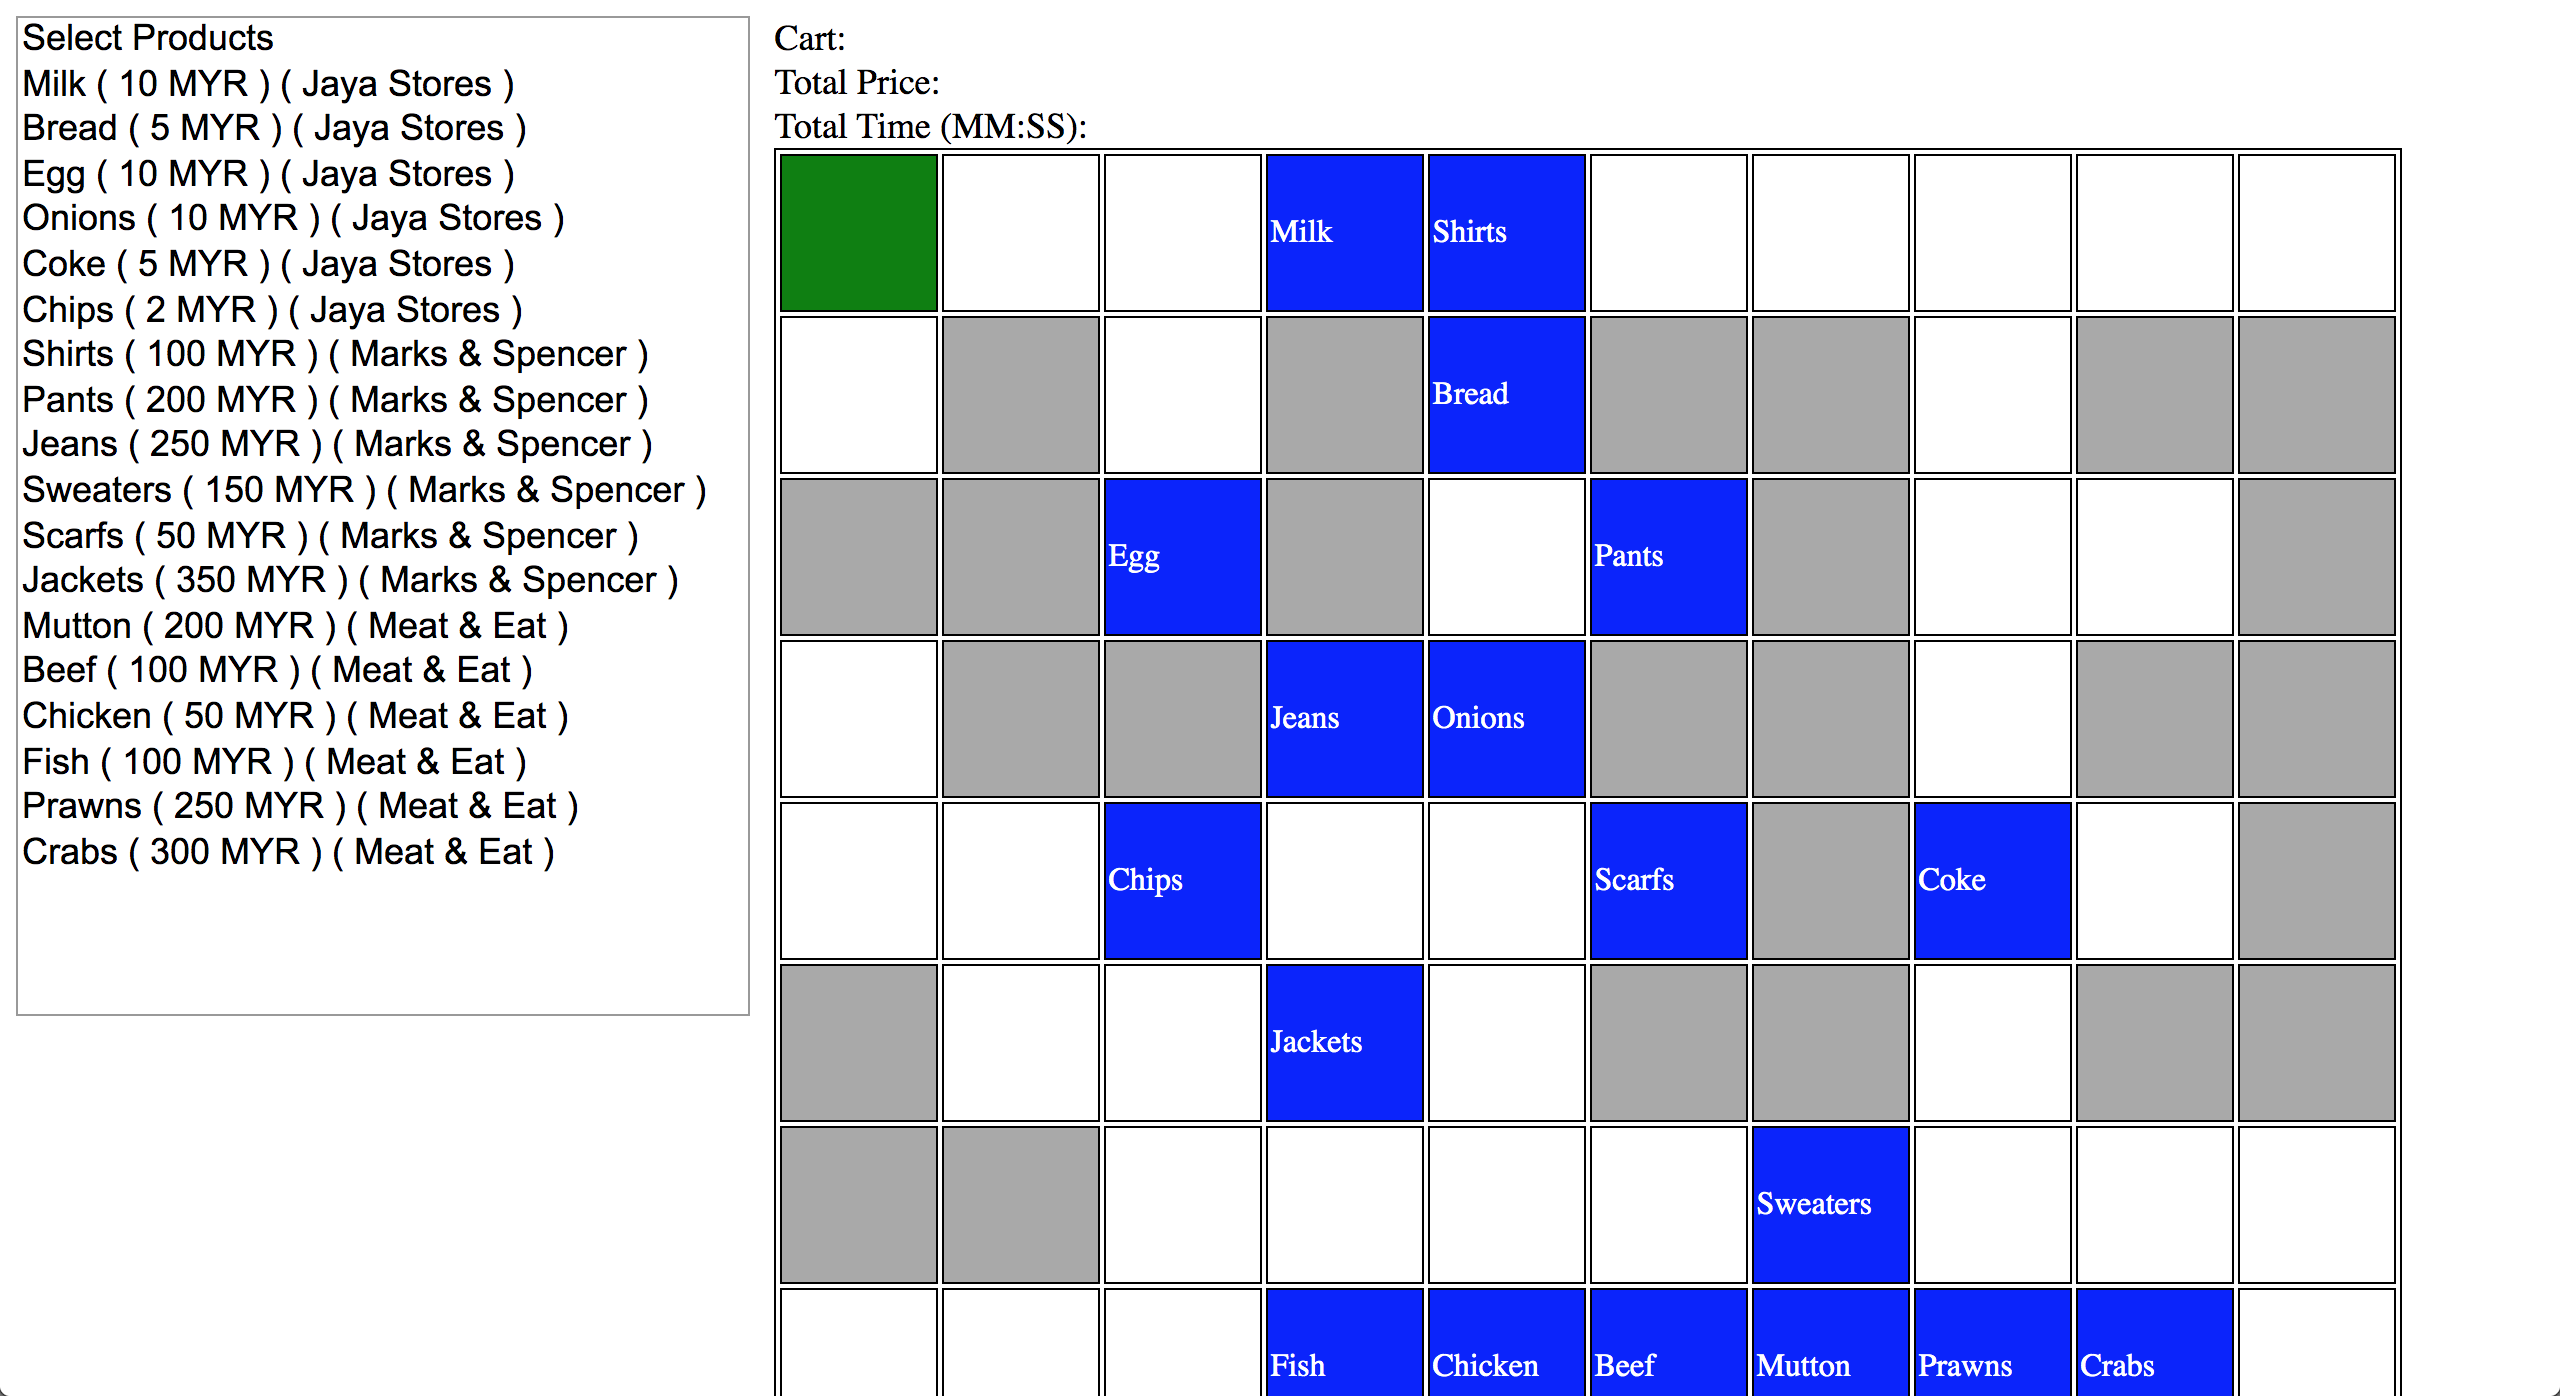 Select Products
Milk ( 10 MYR ) ( Jaya Stores )
Bread ( 5 MYR ) ( Jaya Stores )
Egg ( 10 MYR ) ( Jaya Stores )
Onions ( 10 MYR ) ( Jaya Stores )
Coke ( 5 MYR ) ( Jaya Stores )
Chips ( 2 MYR ) ( Jaya Stores )
Shirts ( 100 MYR ) ( Marks & Spencer )
Pants ( 200 MYR ) ( Marks & Spencer )
Jeans ( 250 MYR ) ( Marks & Spencer )
Sweaters ( 150 MYR ) ( Marks & Spencer )
Scarfs ( 50 MYR ) ( Marks & Spencer )
Jackets ( 350 MYR ) ( Marks & Spencer )
Mutton ( 200 MYR ) ( Meat & Eat )
Beef ( 100 MYR ) ( Meat & Eat )
Chicken ( 50 MYR ) ( Meat & Eat )
Fish ( 100 MYR ) ( Meat & Eat )
Prawns ( 250 MYR ) ( Meat & Eat )
Crabs ( 300 MYR ) ( Meat & Eat )
Cart:
Total Price:
Total Time (MM:SS):
Milk Shirts
Bread
Egg Pants
Jeans Onions
Chips Scarfs Coke
Jackets
Sweaters
Fish Chicken Beef Mutton Prawns Crabs